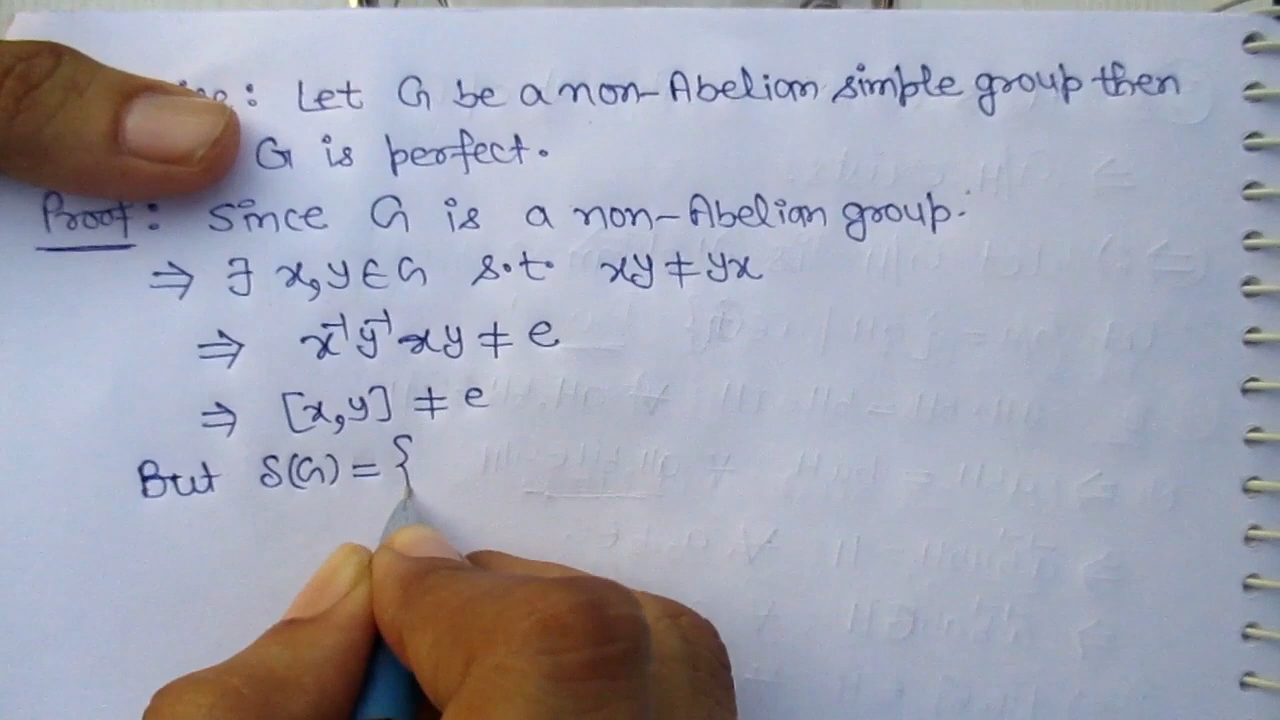 : Let G be a non-Abelian simple group then
G is perfect.
Proof: Since G is a non-Abelian group.
⇒ ∃ x, y ∈ G s.t. xy ≠ yx
⇒ x⁻¹y⁻¹xy ≠ e
⇒ [x,y] ≠ e
But δ(G) = {